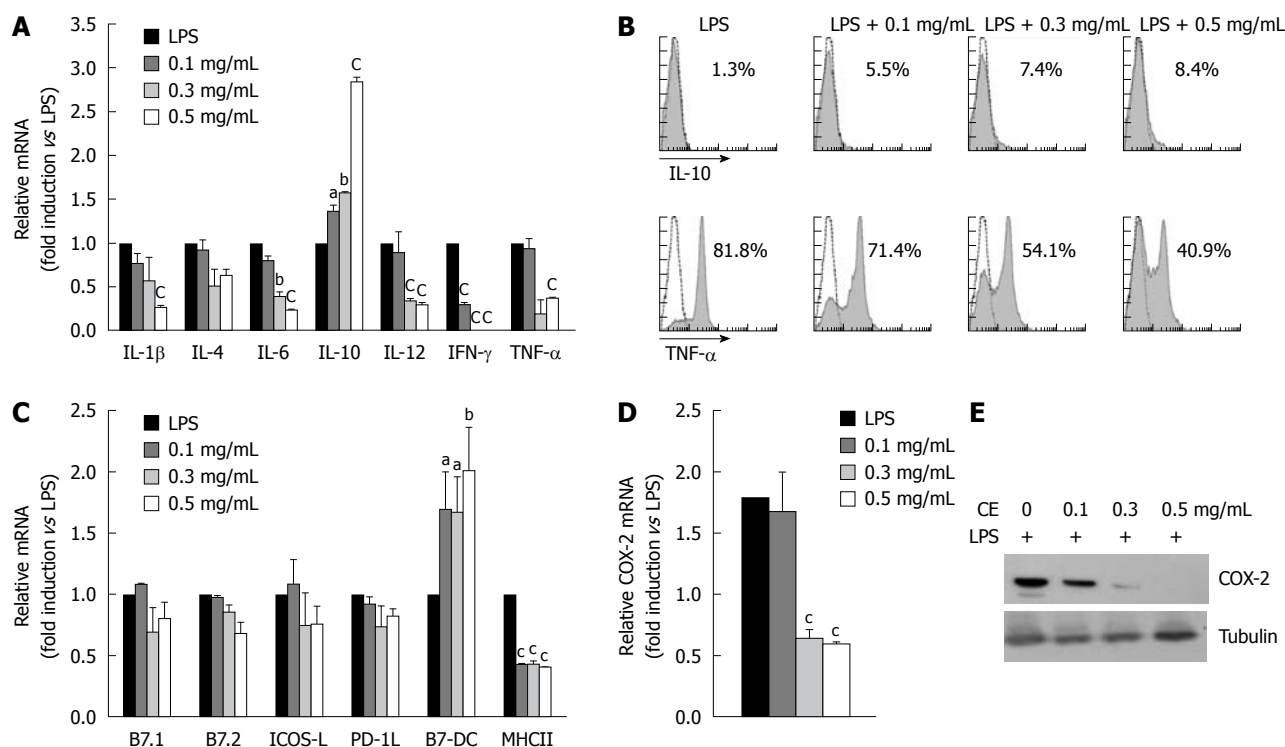 A
Relative mRNA
(fold induction vs LPS)
3.5
3.0
2.5
2.0
1.5
1.0
0.5
0.0
LPS
0.1 mg/mL
0.3 mg/mL
0.5 mg/mL
C
b
C
a
b
C
C C
C
C C
C
IL-1β IL-4 IL-6 IL-10 IL-12 IFN-γ TNF-α
B
LPS LPS + 0.1 mg/mL LPS + 0.3 mg/mL LPS + 0.5 mg/mL
1.3% 5.5% 7.4% 8.4%
IL-10
81.8% 71.4% 54.1% 40.9%
TNF-α
C
Relative mRNA
(fold induction vs LPS)
2.5
2.0
1.5
1.0
0.5
0.0
LPS
0.1 mg/mL
0.3 mg/mL
0.5 mg/mL
a a b
c c c
B7.1 B7.2 ICOS-L PD-1L B7-DC MHCII
D
Relative COX-2 mRNA
(fold induction vs LPS)
2.5
2.0
1.5
1.0
0.5
0.0
LPS
0.1 mg/mL
0.3 mg/mL
0.5 mg/mL
c c
E
CE 0 0.1 0.3 0.5 mg/mL
LPS + + + +
COX-2
Tubulin